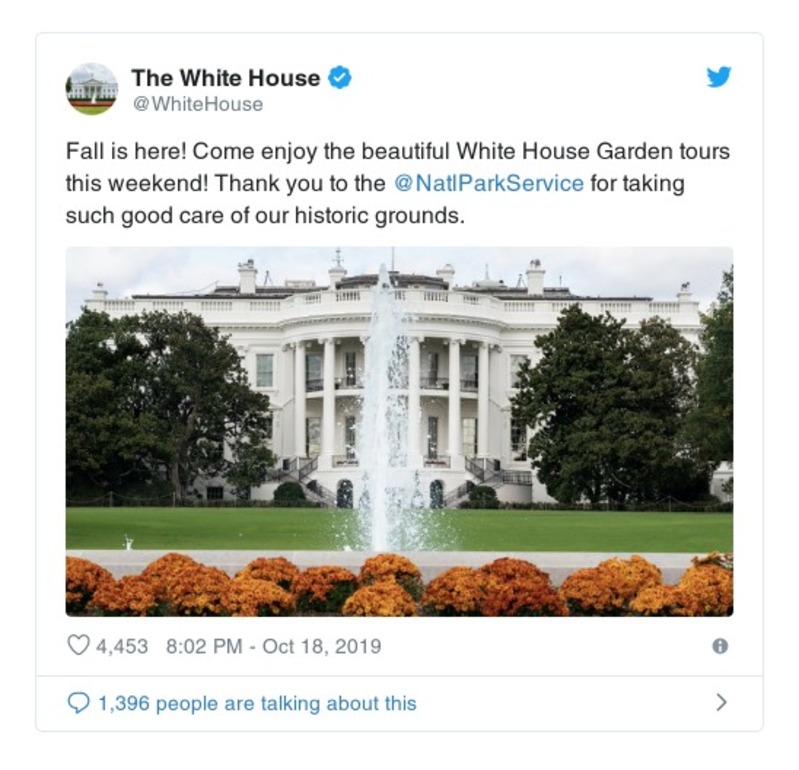 The White House
@WhiteHouse
Fall is here! Come enjoy the beautiful White House Garden tours
this weekend! Thank you to the @NatlParkService for taking
such good care of our historic grounds.
4,453 8:02 PM - Oct 18, 2019
1,396 people are talking about this